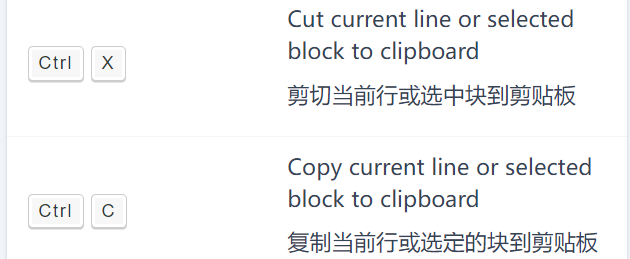 Cut current line or selected
block to clipboard
Ctrl X
剪切当前行或选中块到剪贴板
Copy current line or selected
block to clipboard
Ctrl C
复制当前行或选定的块到剪贴板